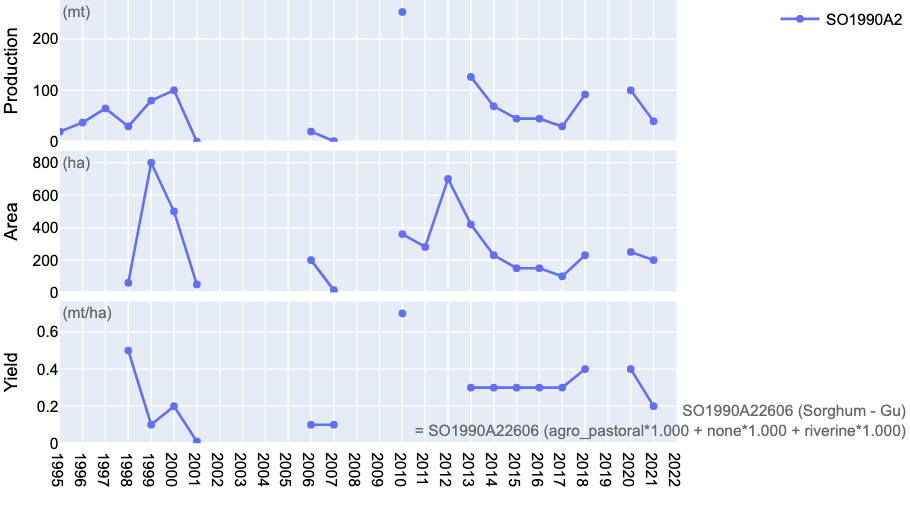 (mt)
SO1990A2
Production
200
100
0
(ha)
Area
800
600
400
200
0
(mt/ha)
Yield
0.6
0.4
0.2
0
SO1990A22606 (Sorghum - Gu)
= SO1990A22606 (agro_pastoral*1.000 + none*1.000 + riverine*1.000)
1995 1996 1997 1998 1999 2000 2001 2002 2003 2004 2005 2006 2007 2008 2009 2010 2011 2012 2013 2014 2015 2016 2017 2018 2019 2020 2021 2022